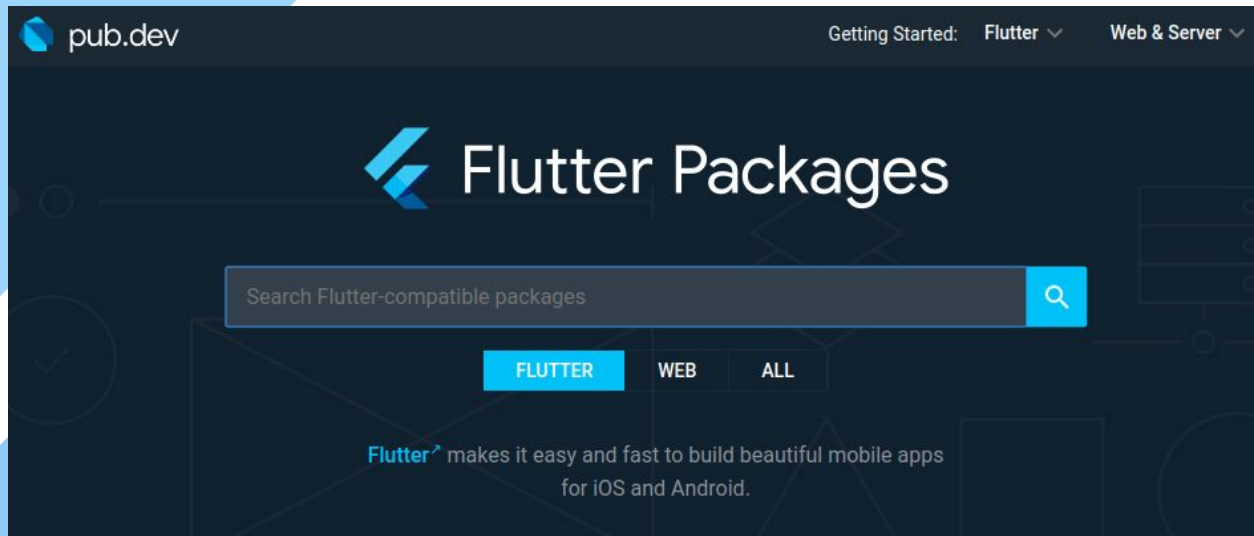 pub.dev Getting Started: Flutter Web & Server
Flutter Packages
Search Flutter-compatible packages
FLUTTER WEB ALL
Flutter↗ makes it easy and fast to build beautiful mobile apps
for iOS and Android.